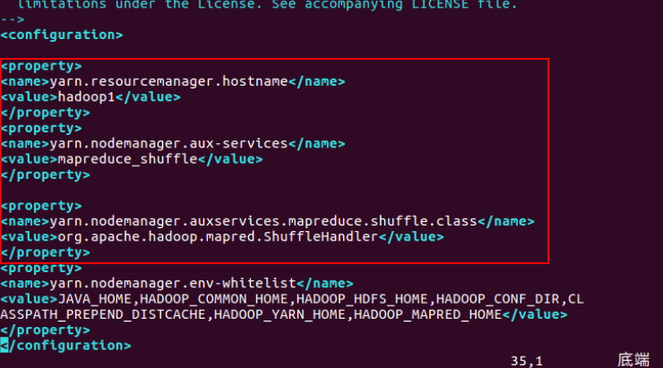 limitations under the License. See accompanying LICENSE file.
-->
<configuration>
<property>
<name>yarn.resourcemanager.hostname</name>
<value>hadoop1</value>
</property>
<property>
<name>yarn.nodemanager.aux-services</name>
<value>mapreduce_shuffle</value>
</property>
<property>
<name>yarn.nodemanager.auxservices.mapreduce.shuffle.class</name>
<value>org.apache.hadoop.mapred.ShuffleHandler</value>
</property>
<property>
<name>yarn.nodemanager.env-whitelist</name>
<value>JAVA_HOME,HADOOP_COMMON_HOME,HADOOP_HDFS_HOME,HADOOP_CONF_DIR,CL
ASSPATH_PREPEND_DISTCACHE,HADOOP_YARN_HOME,HADOOP_MAPRED_HOME</value>
</property>
</configuration>
35,1 底端